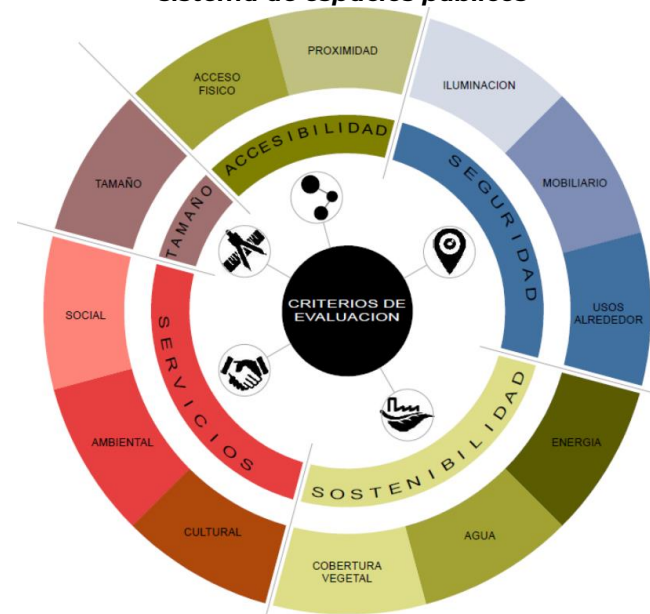 sistema de espacios públicos
PROXIMIDAD
ACCESO
FISICO
ILUMINACION
MOBILIARIO
USOS
ALREDEDOR
ENERGIA
AGUA
COBERTURA
VEGETAL
CULTURAL
AMBIENTAL
SOCIAL
TAMAÑO
ACCESIBILIDAD
SEGURIDAD
SOSTENIBILIDAD
SERVICIOS
TAMAÑO
CRITERIOS DE
EVALUACION